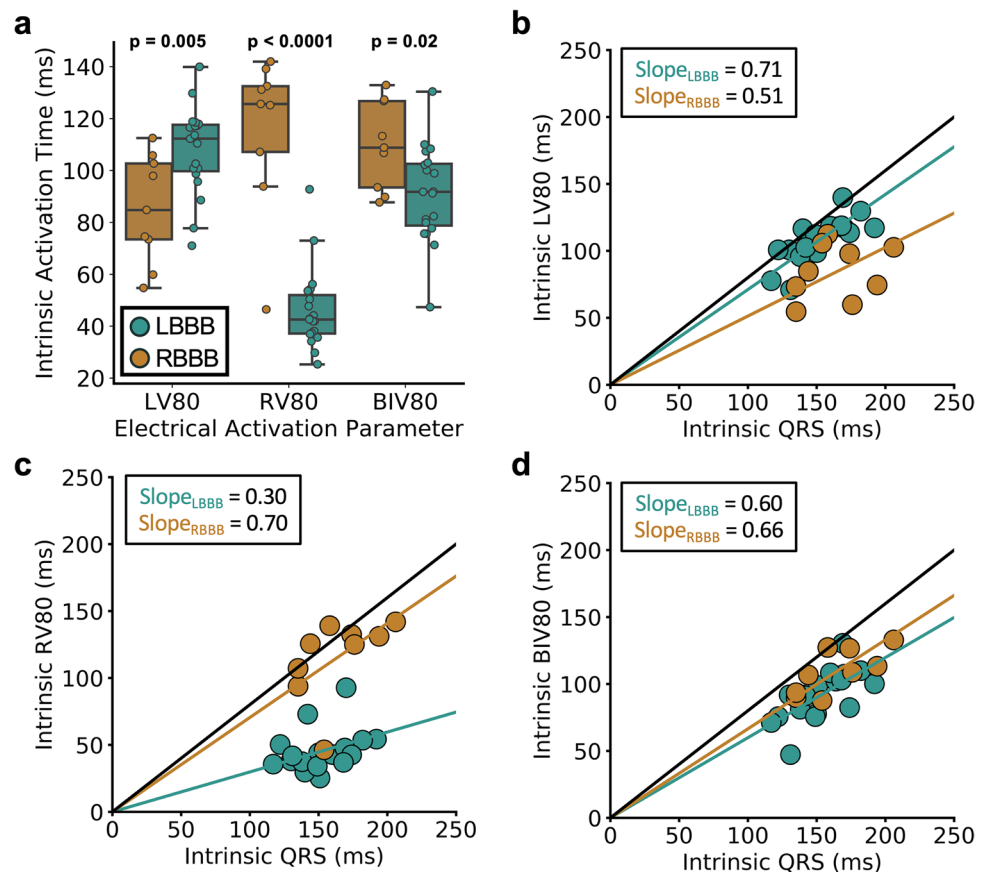 a
p = 0.005 p < 0.0001 p = 0.02
Intrinsic Activation Time (ms)
140
120
100
80
60
40
20
LBBB
RBBB
LV80 RV80 BIV80
Electrical Activation Parameter
b
SlopeLBBB = 0.71
SlopeRBBB = 0.51
Intrinsic LV80 (ms)
250
200
150
100
50
0
0 50 100 150 200 250
Intrinsic QRS (ms)
c
SlopeLBBB = 0.30
SlopeRBBB = 0.70
Intrinsic RV80 (ms)
250
200
150
100
50
0
0 50 100 150 200 250
Intrinsic QRS (ms)
d
SlopeLBBB = 0.60
SlopeRBBB = 0.66
Intrinsic BIV80 (ms)
250
200
150
100
50
0
0 50 100 150 200 250
Intrinsic QRS (ms)